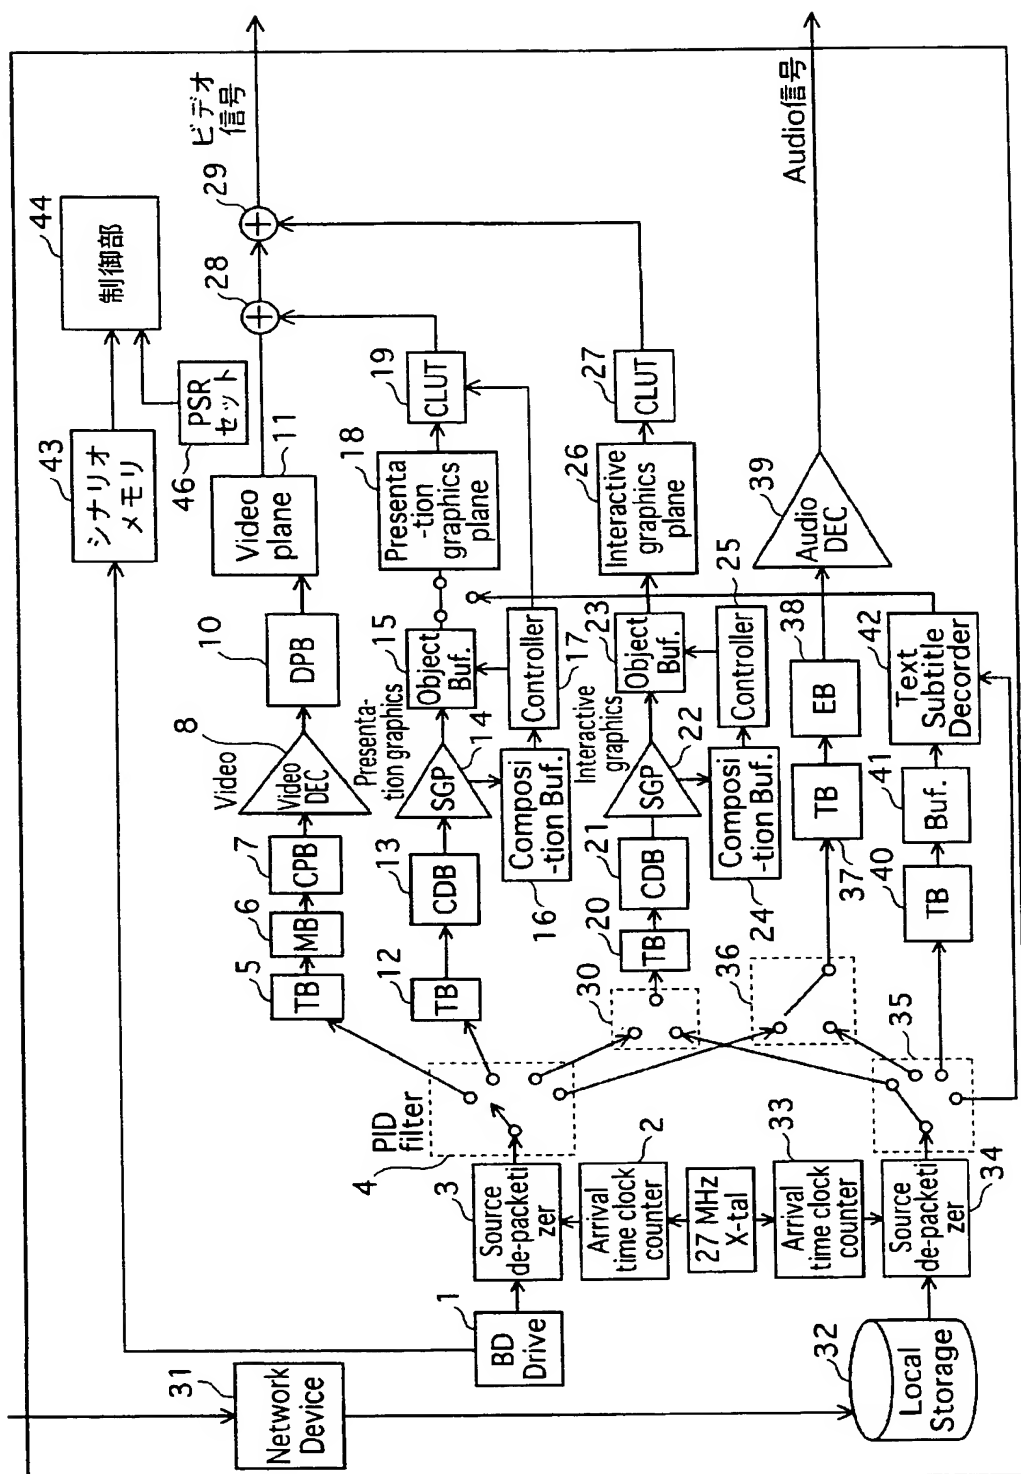 31
Network
Device
32
Local
Storage
1
BD
Drive
3
Source
de-packeti
zer
2
Arrival
time clock
counter
27 MHz
X-tal
33
Arrival
time clock
counter
34
Source
de-packeti
zer
4
PID
filter
35
30
36
5
TB
6
MB
7
CPB
Video
8
Video
DEC
10
DPB
11
Video
plane
12
TB
13
CDB
Presenta-
tion graphics
SGP
14
15
Object
Buf.
16
Composi
-tion Buf.
17
Controller
18
Presenta
-tion
graphics
plane
19
CLUT
20
TB
21
CDB
Interactive
graphics
SGP
22
23
Object
Buf.
24
Composi
-tion Buf.
25
Controller
26
Interactive
graphics
plane
27
CLUT
28
29
37
TB
38
EB
39
Audio
DEC
40
TB
41
Buf.
42
Text
Subtitle
Decorder
43
シナリオ
メモリ
44
制御部
46
PSR
セット
ビデオ
信号
Audio信号